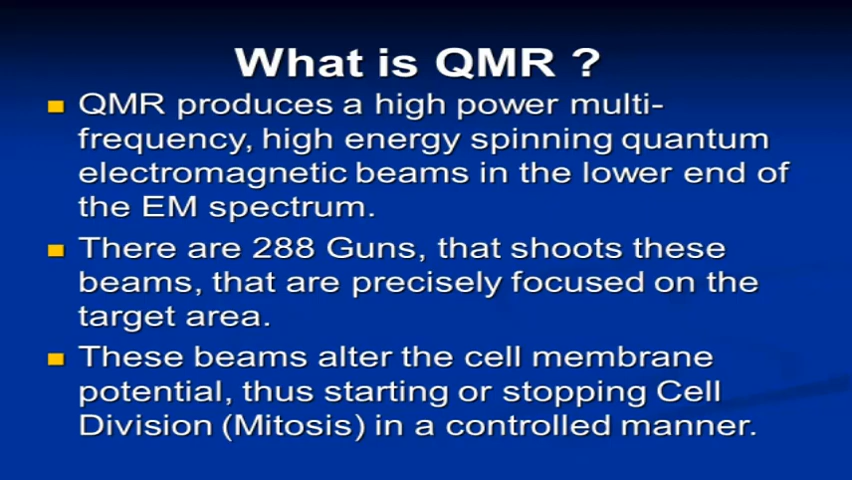 What is QMR ?
QMR produces a high power multi-
frequency, high energy spinning quantum
electromagnetic beams in the lower end of
the EM spectrum.
There are 288 Guns, that shoots these
beams, that are precisely focused on the
target area.
These beams alter the cell membrane
potential, thus starting or stopping Cell
Division (Mitosis) in a controlled manner.